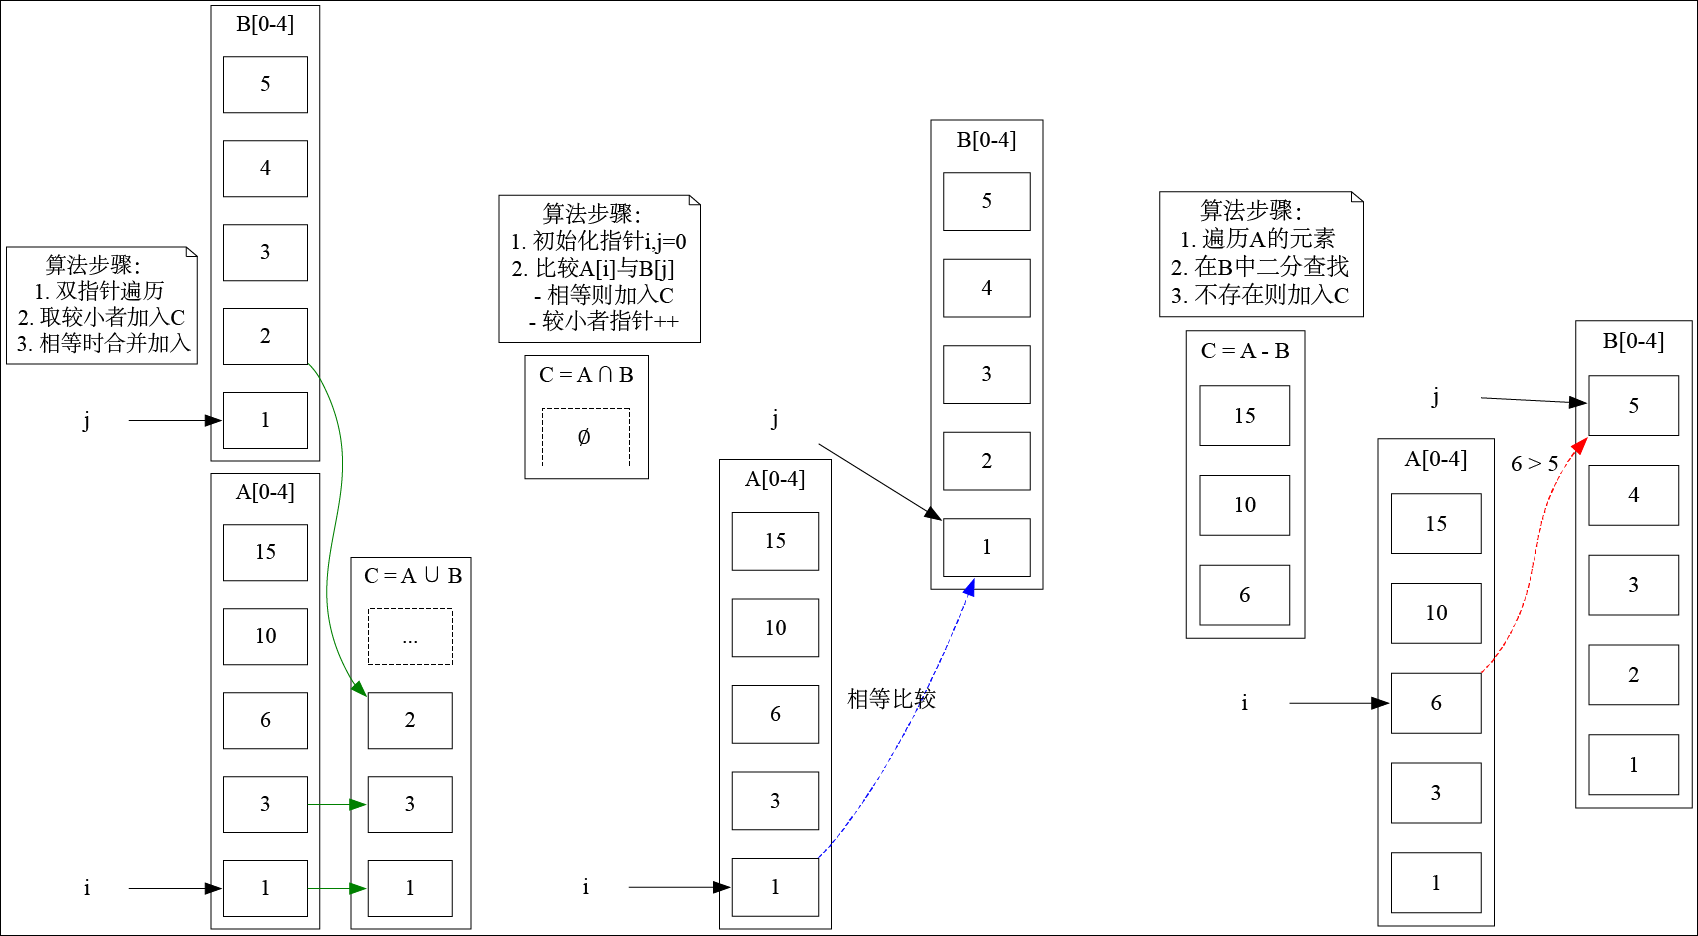 B[0-4]
5
4
3
2
1
j
算法步骤：
1. 双指针遍历
2. 取较小者加入C
3. 相等时合并加入
A[0-4]
15
10
6
3
1
i
C = A ∪ B
...
2
3
1
算法步骤：
1. 初始化指针i,j=0
2. 比较A[i]与B[j]
- 相等则加入C
- 较小者指针++
C = A ∩ B
∅
j
A[0-4]
15
10
6
3
1
i
相等比较
B[0-4]
5
4
3
2
1
算法步骤：
1. 遍历A的元素
2. 在B中二分查找
3. 不存在则加入C
C = A - B
15
10
6
i
j
A[0-4]
15
10
6
3
1
6 > 5
B[0-4]
5
4
3
2
1